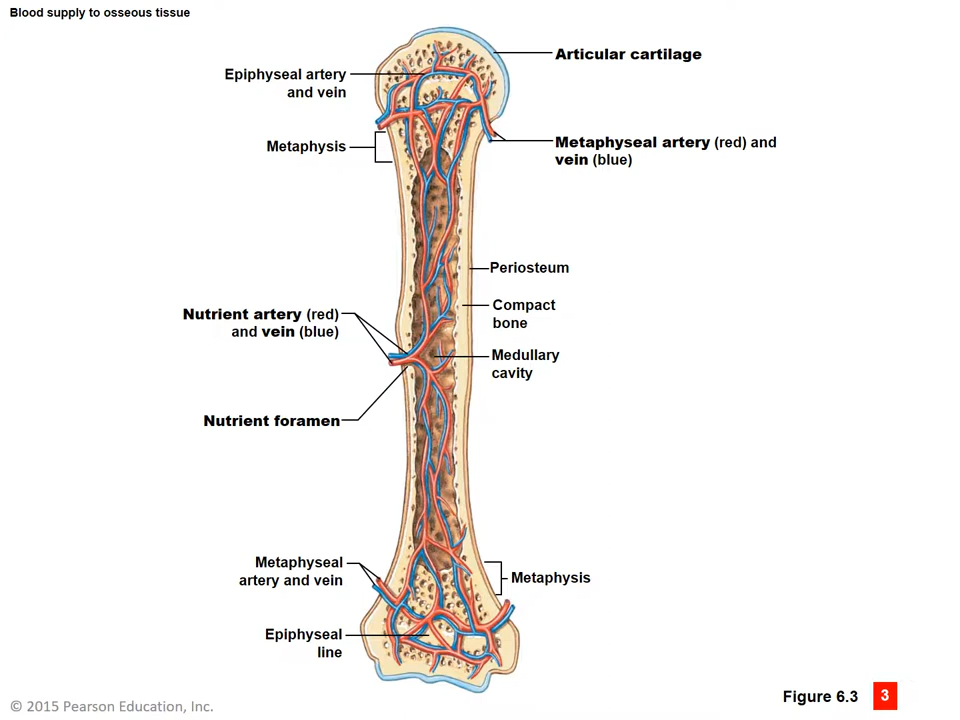 Blood supply to osseous tissue
Articular cartilage
Epiphyseal artery
and vein
Metaphysis
Metaphyseal artery (red) and
vein (blue)
Periosteum
Compact
bone
Nutrient artery (red)
and vein (blue)
Medullary
cavity
Nutrient foramen
Metaphyseal
artery and vein
Metaphysis
Epiphyseal
line
Figure 6.3 3
© 2015 Pearson Education, Inc.